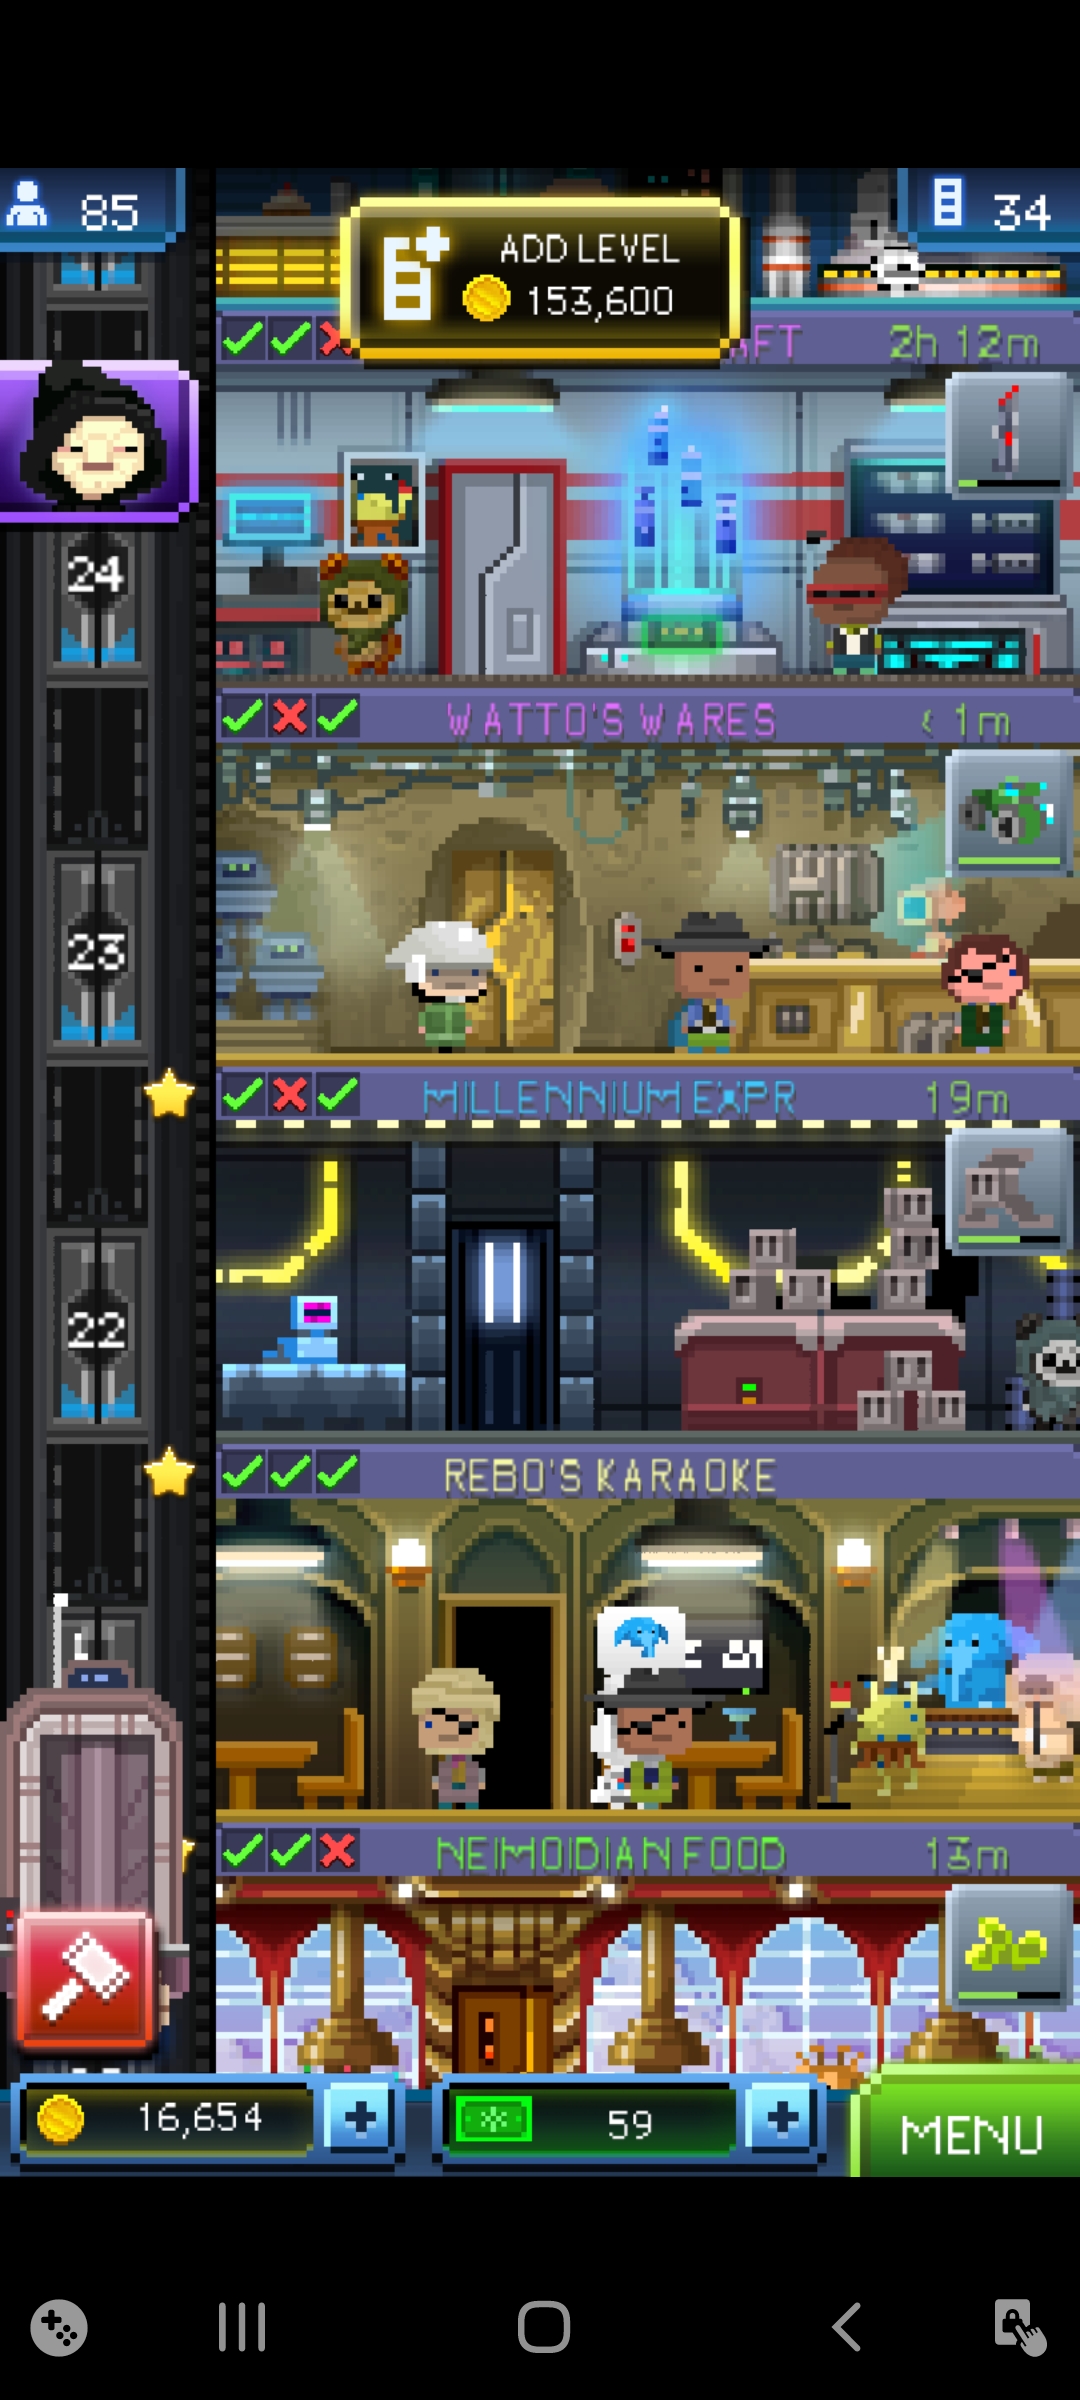 85
ADD LEVEL
153,600
34
AFT
2h 12m
24
WATTO'S WARES
< 1m
23
MILLENNIUM EXPR
19m
22
REBO'S KARAOKE
NEIMOIDIAN FOOD
13m
16,654
59
MENU